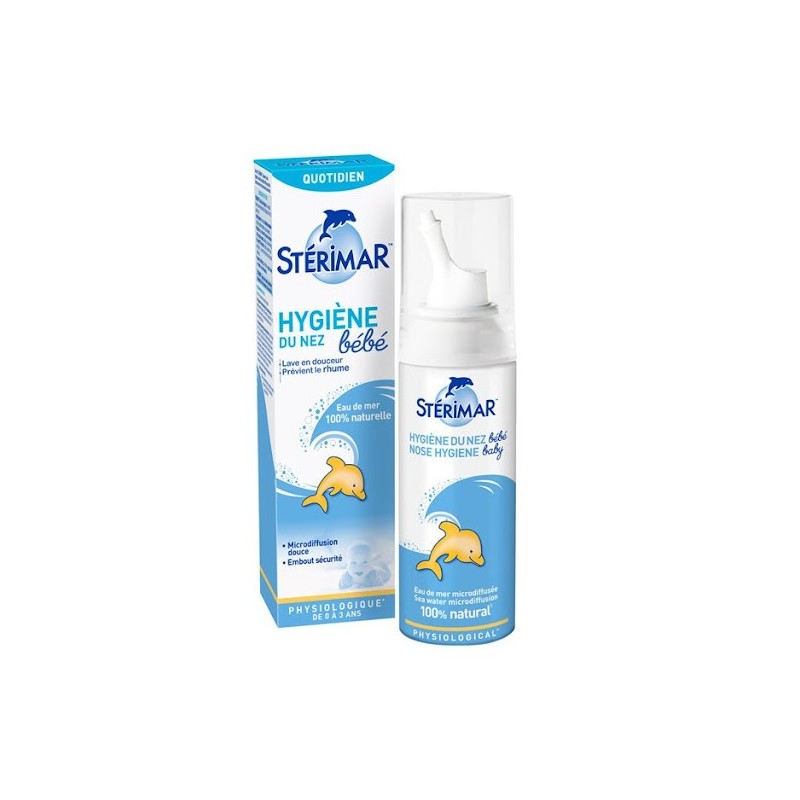 QUOTIDIEN
STÉRIMAR™
HYGIÈNE
DU NEZ bébé
Lave en douceur
Prévient le rhume
Eau de mer
100% naturelle
• Microdiffusion
douce
• Embout sécurité
PHYSIOLOGIQUE*
DE 0 À 3 ANS
STÉRIMAR™
HYGIÈNE DU NEZ bébé
NOSE HYGIENE baby
Eau de mer microdiffusée
Sea water microdiffusion
100% natural*
PHYSIOLOGICAL*